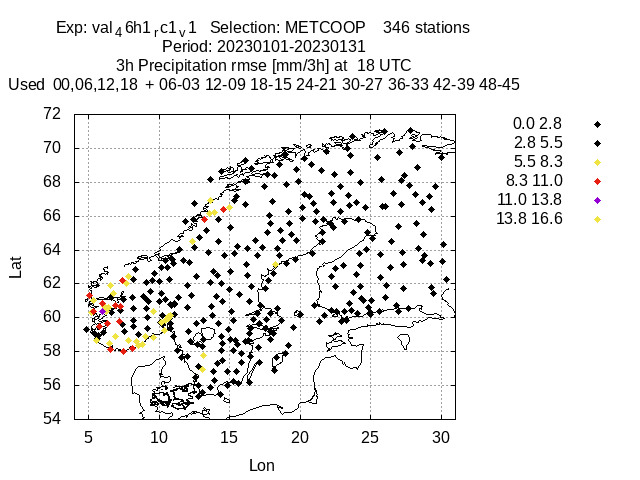 Exp: val46h1rc1v1   Selection: METCOOP    346 stations
Period: 20230101-20230131
3h Precipitation rmse [mm/3h] at  18 UTC
Used  00,06,12,18  + 06-03 12-09 18-15 24-21 30-27 36-33 42-39 48-45
0.0 2.8
2.8 5.5
5.5 8.3
8.3 11.0
11.0 13.8
13.8 16.6
72
70
68
66
64
62
60
58
56
54
Lat
5 10 15 20 25 30
Lon